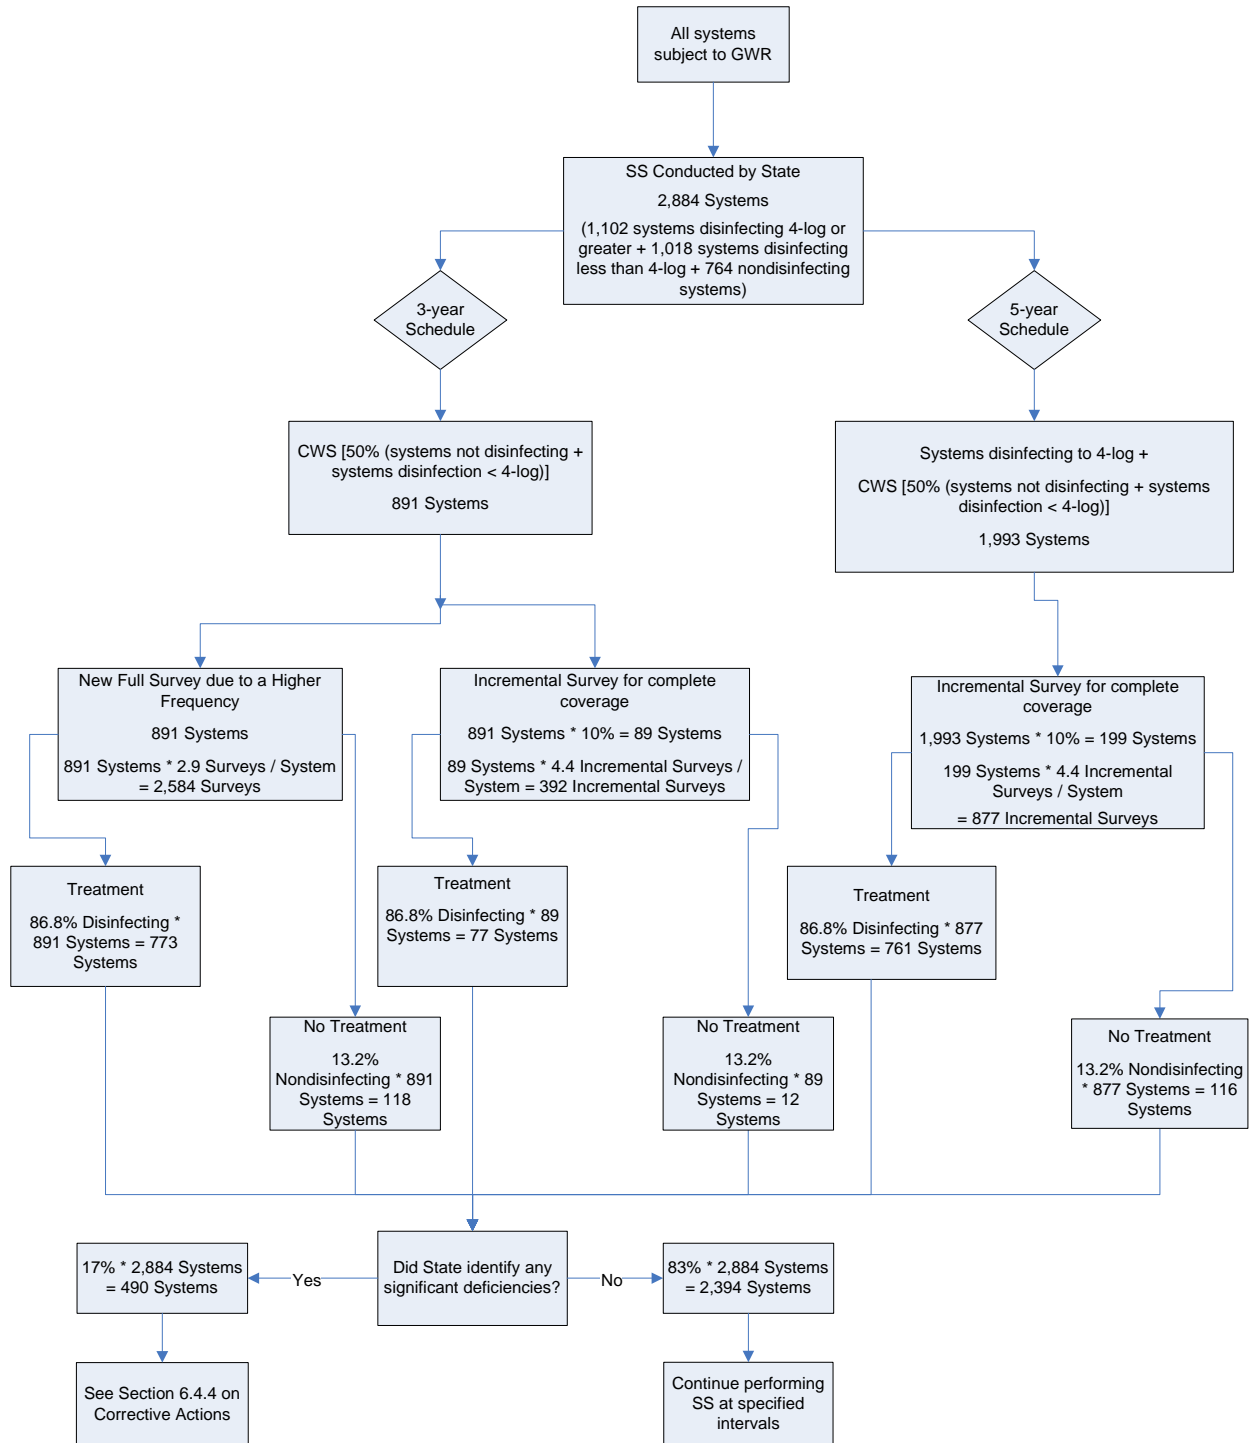 All systems
subject to GWR
SS Conducted by State
2,884 Systems
(1,102 systems disinfecting 4-log or
greater + 1,018 systems disinfecting
less than 4-log + 764 nondisinfecting
systems)
3-year
Schedule
5-year
Schedule
CWS [50% (systems not disinfecting +
systems disinfection < 4-log)]
891 Systems
Systems disinfecting to 4-log +
CWS [50% (systems not disinfecting + systems
disinfection < 4-log)]
1,993 Systems
New Full Survey due to a Higher
Frequency
891 Systems
891 Systems * 2.9 Surveys / System
= 2,584 Surveys
Incremental Survey for complete
coverage
891 Systems * 10% = 89 Systems
89 Systems * 4.4 Incremental Surveys /
System = 392 Incremental Surveys
Incremental Survey for complete
coverage
1,993 Systems * 10% = 199 Systems
199 Systems * 4.4 Incremental
Surveys / System
= 877 Incremental Surveys
Treatment
86.8% Disinfecting *
891 Systems = 773
Systems
Treatment
86.8% Disinfecting * 89
Systems = 77 Systems
Treatment
86.8% Disinfecting * 877
Systems = 761 Systems
No Treatment
13.2%
Nondisinfecting * 891
Systems = 118
Systems
No Treatment
13.2%
Nondisinfecting * 89
Systems = 12
Systems
No Treatment
13.2% Nondisinfecting
* 877 Systems = 116
Systems
17% * 2,884 Systems
= 490 Systems
Yes
Did State identify any
significant deficiencies?
No
83% * 2,884 Systems
= 2,394 Systems
See Section 6.4.4 on
Corrective Actions
Continue performing
SS at specified
intervals